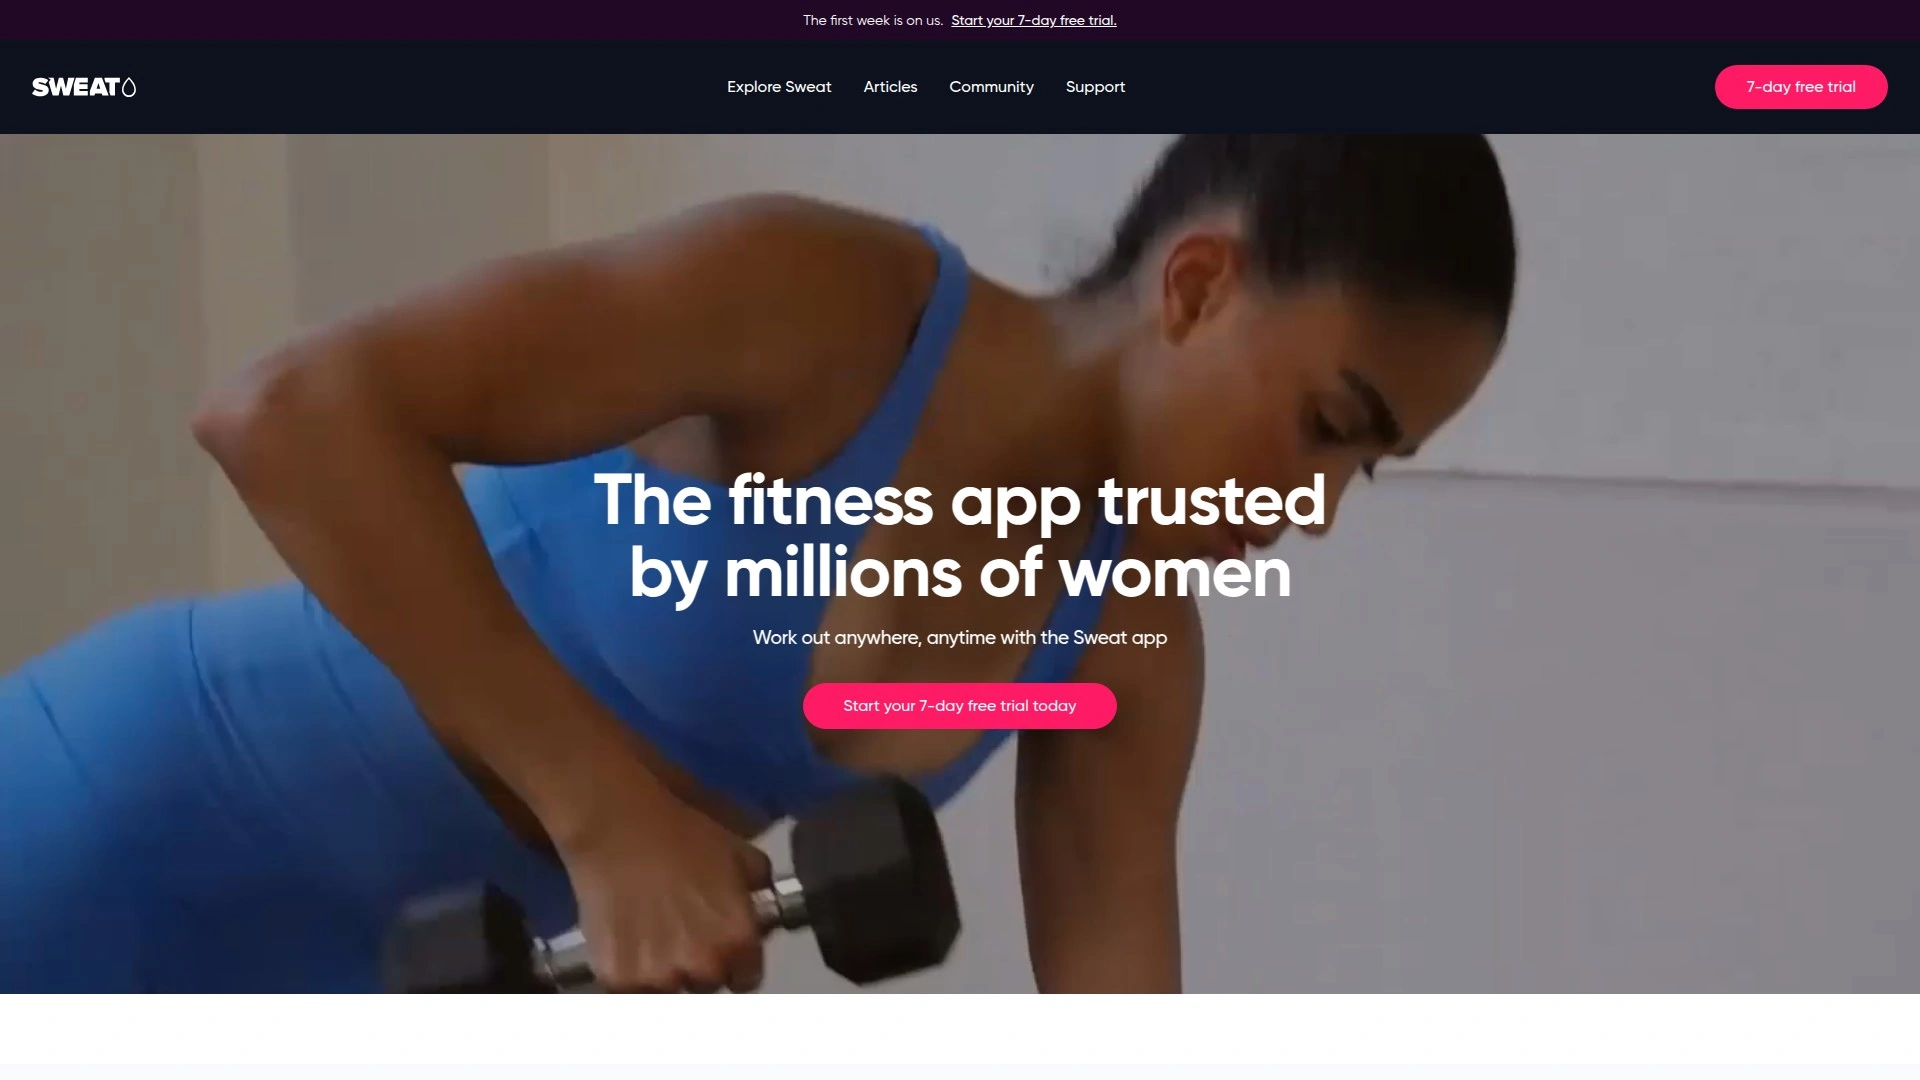 The first week is on us. Start your 7-day free trial.
SWEAT
Explore Sweat
Articles
Community
Support
7-day free trial
The fitness app trusted
by millions of women
Work out anywhere, anytime with the Sweat app
Start your 7-day free trial today